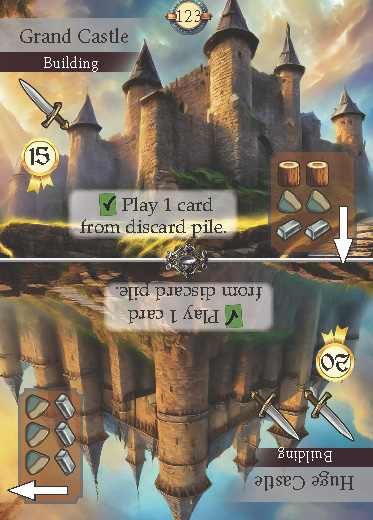 123
Grand Castle
Building
15
✓ Play 1 card
from discard pile.
✓ Play 1 card
from discard pile.
20
Building
Huge Castle